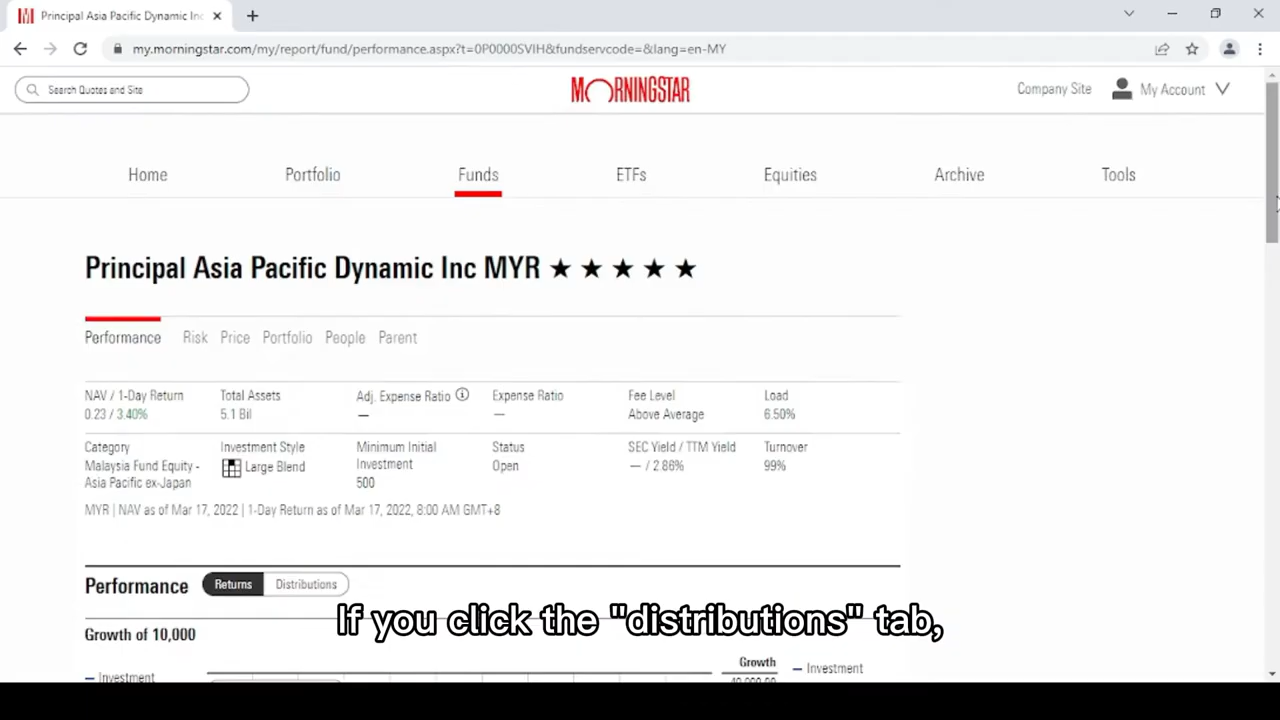 Principal Asia Pacific Dynamic Inc
my.morningstar.com/my/report/fund/performance.aspx?t=0P0000SVIH&fundservcode=&lang=en-MY
Search Quotes and Site
MORNINGSTAR
Company Site
My Account
Home
Portfolio
Funds
ETFs
Equities
Archive
Tools
Principal Asia Pacific Dynamic Inc MYR ★ ★ ★ ★ ★
Performance Risk Price Portfolio People Parent
NAV / 1-Day Return
0.23 / 3.40%
Total Assets
5.1 Bil
Adj. Expense Ratio
—
Expense Ratio
—
Fee Level
Above Average
Load
6.50%
Category
Malaysia Fund Equity -
Asia Pacific ex-Japan
Investment Style
Large Blend
Minimum Initial
Investment
500
Status
Open
SEC Yield / TTM Yield
— / 2.86%
Turnover
99%
MYR | NAV as of Mar 17, 2022 | 1-Day Return as of Mar 17, 2022, 8:00 AM GMT+8
Performance
Returns
Distributions
If you click the "distributions" tab,
Growth of 10,000
Investment
Growth
Investment